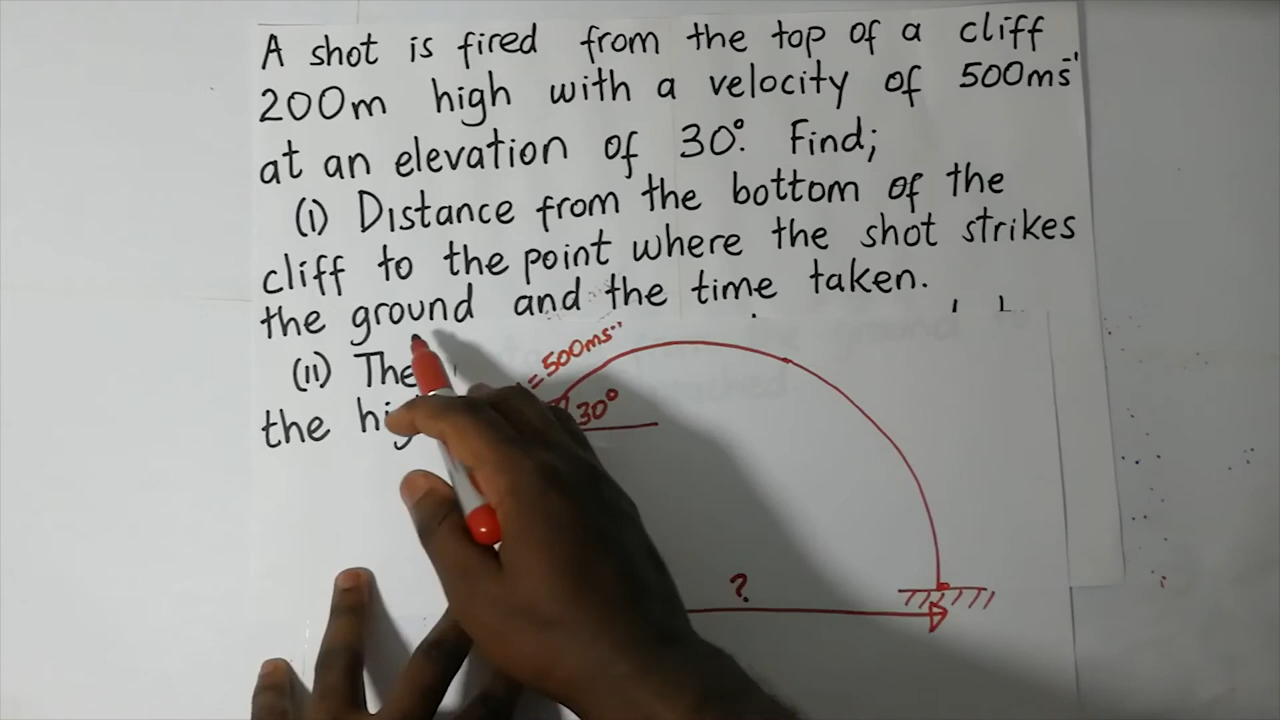 A shot is fired from the top of a cliff
200m high with a velocity of 500ms⁻¹
at an elevation of 30°. Find;
(i) Distance from the bottom of the
cliff to the point where the shot strikes
the ground and the time taken.
(ii) The
the
= 500ms⁻¹
30°
?